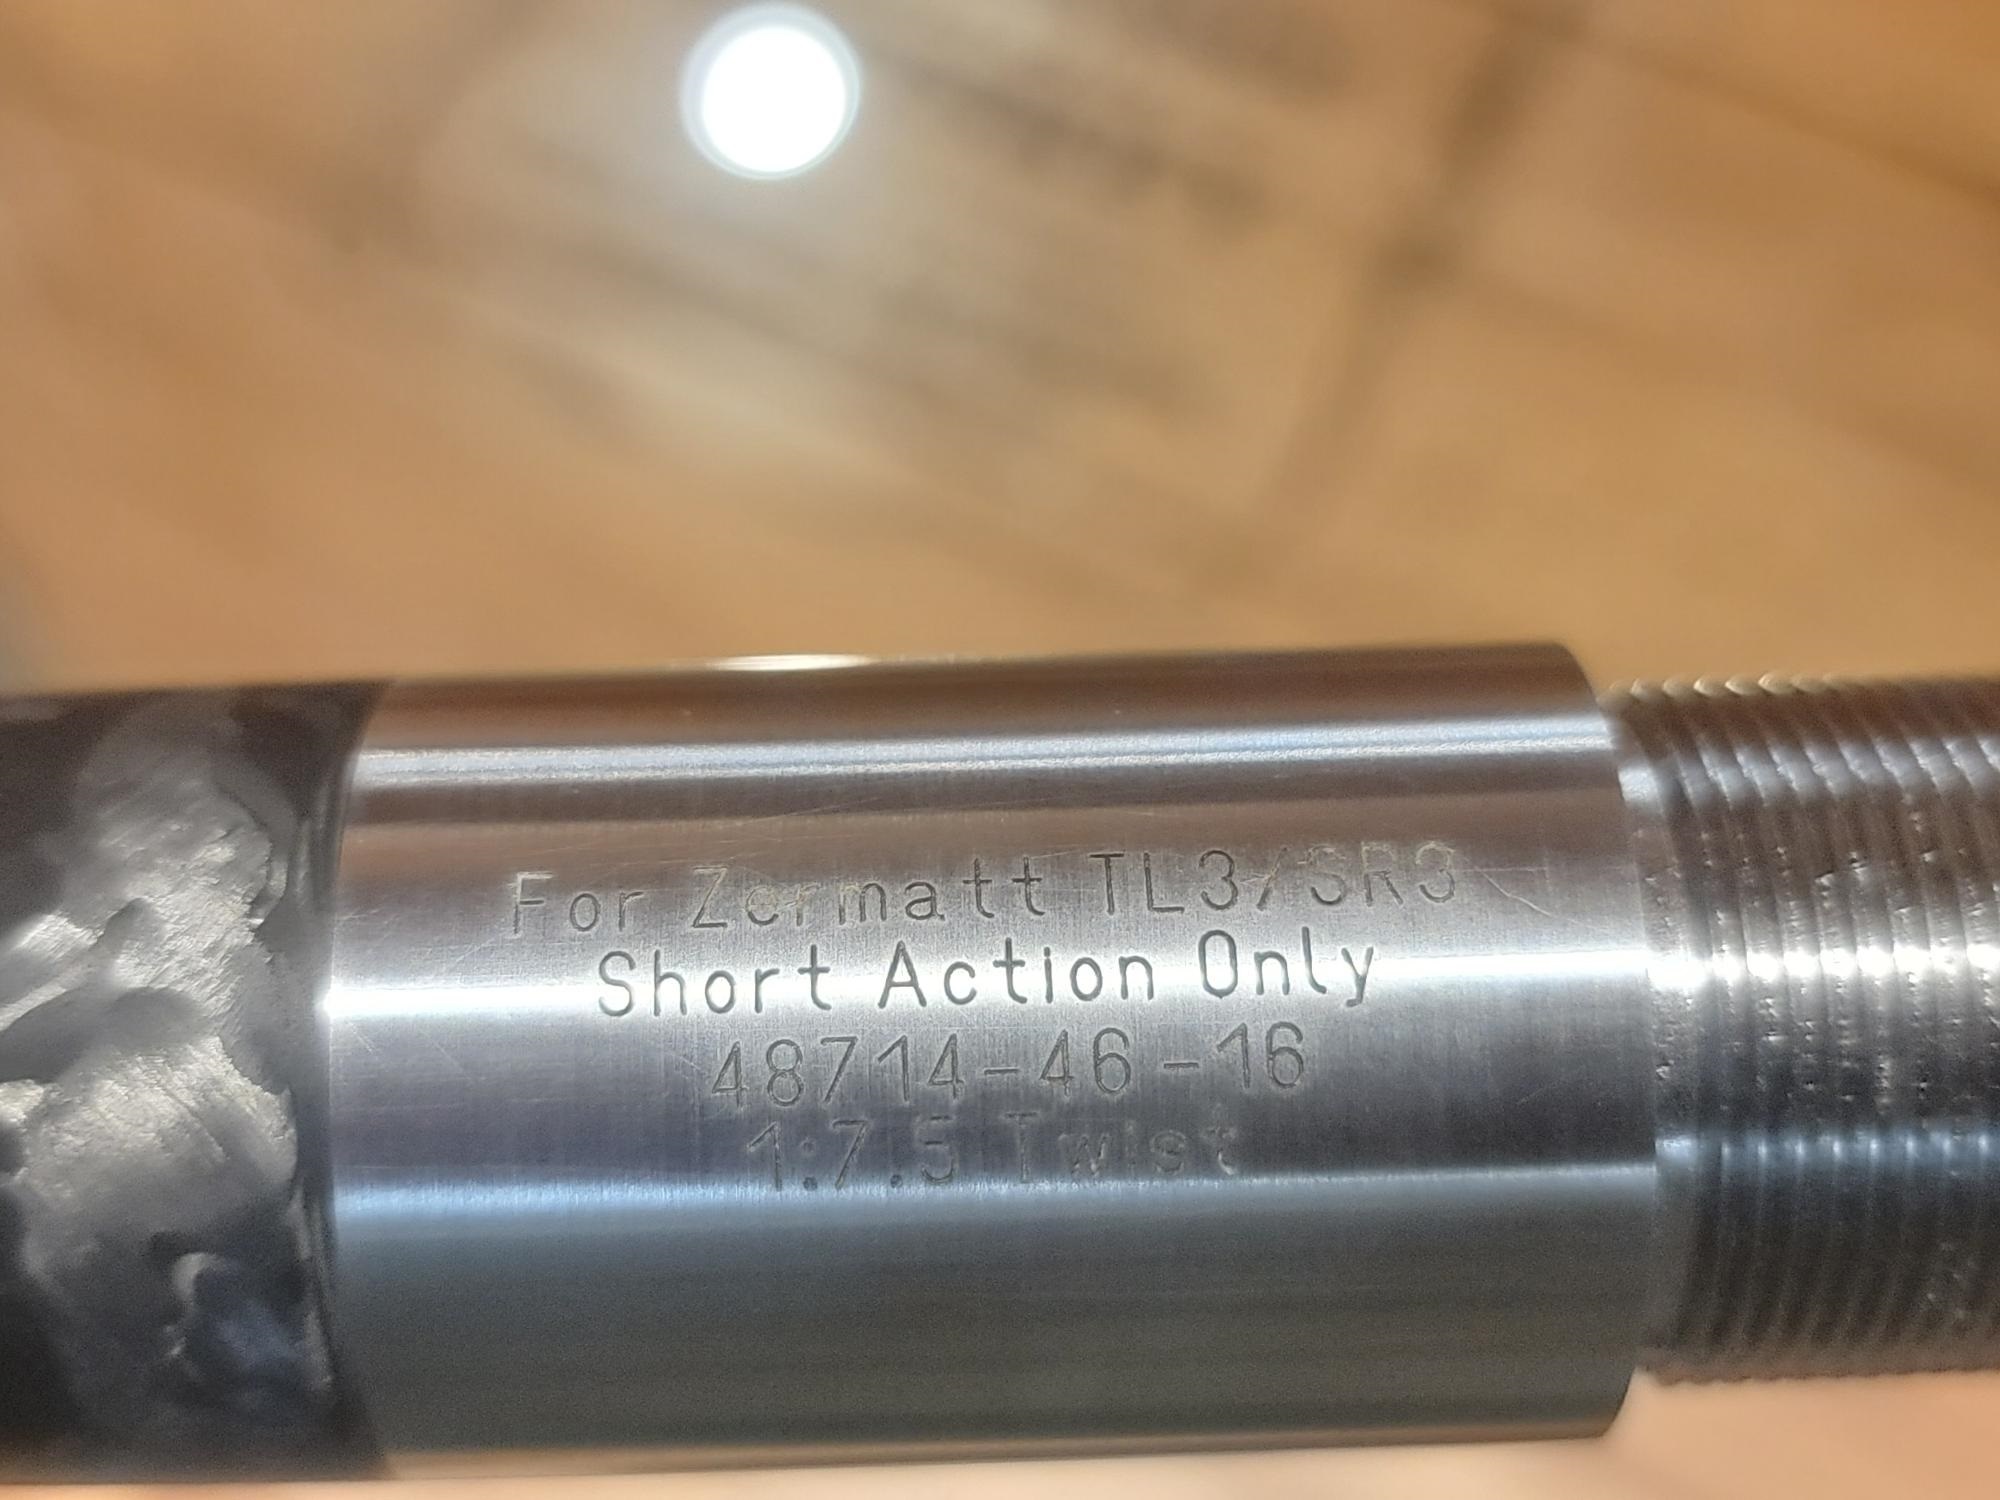 For Zermatt TL3/SR3
Short Action Only
48714-46-16
1:7.5 Twist